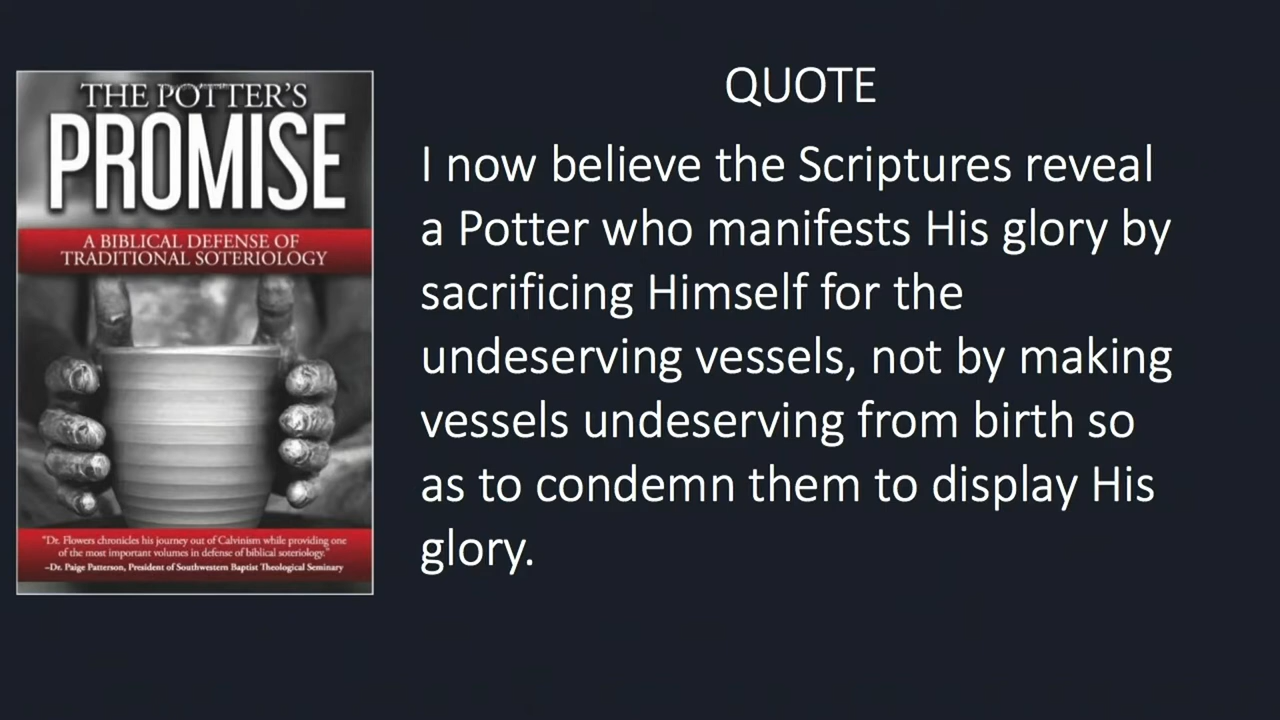 THE POTTER'S
PROMISE
A BIBLICAL DEFENSE OF
TRADITIONAL SOTERIOLOGY
"Dr. Flowers chronicles his journey out of Calvinism while providing one
of the most important volumes in defense of biblical soteriology."
–Dr. Paige Patterson, President of Southwestern Baptist Theological Seminary
QUOTE
I now believe the Scriptures reveal
a Potter who manifests His glory by
sacrificing Himself for the
undeserving vessels, not by making
vessels undeserving from birth so
as to condemn them to display His
glory.